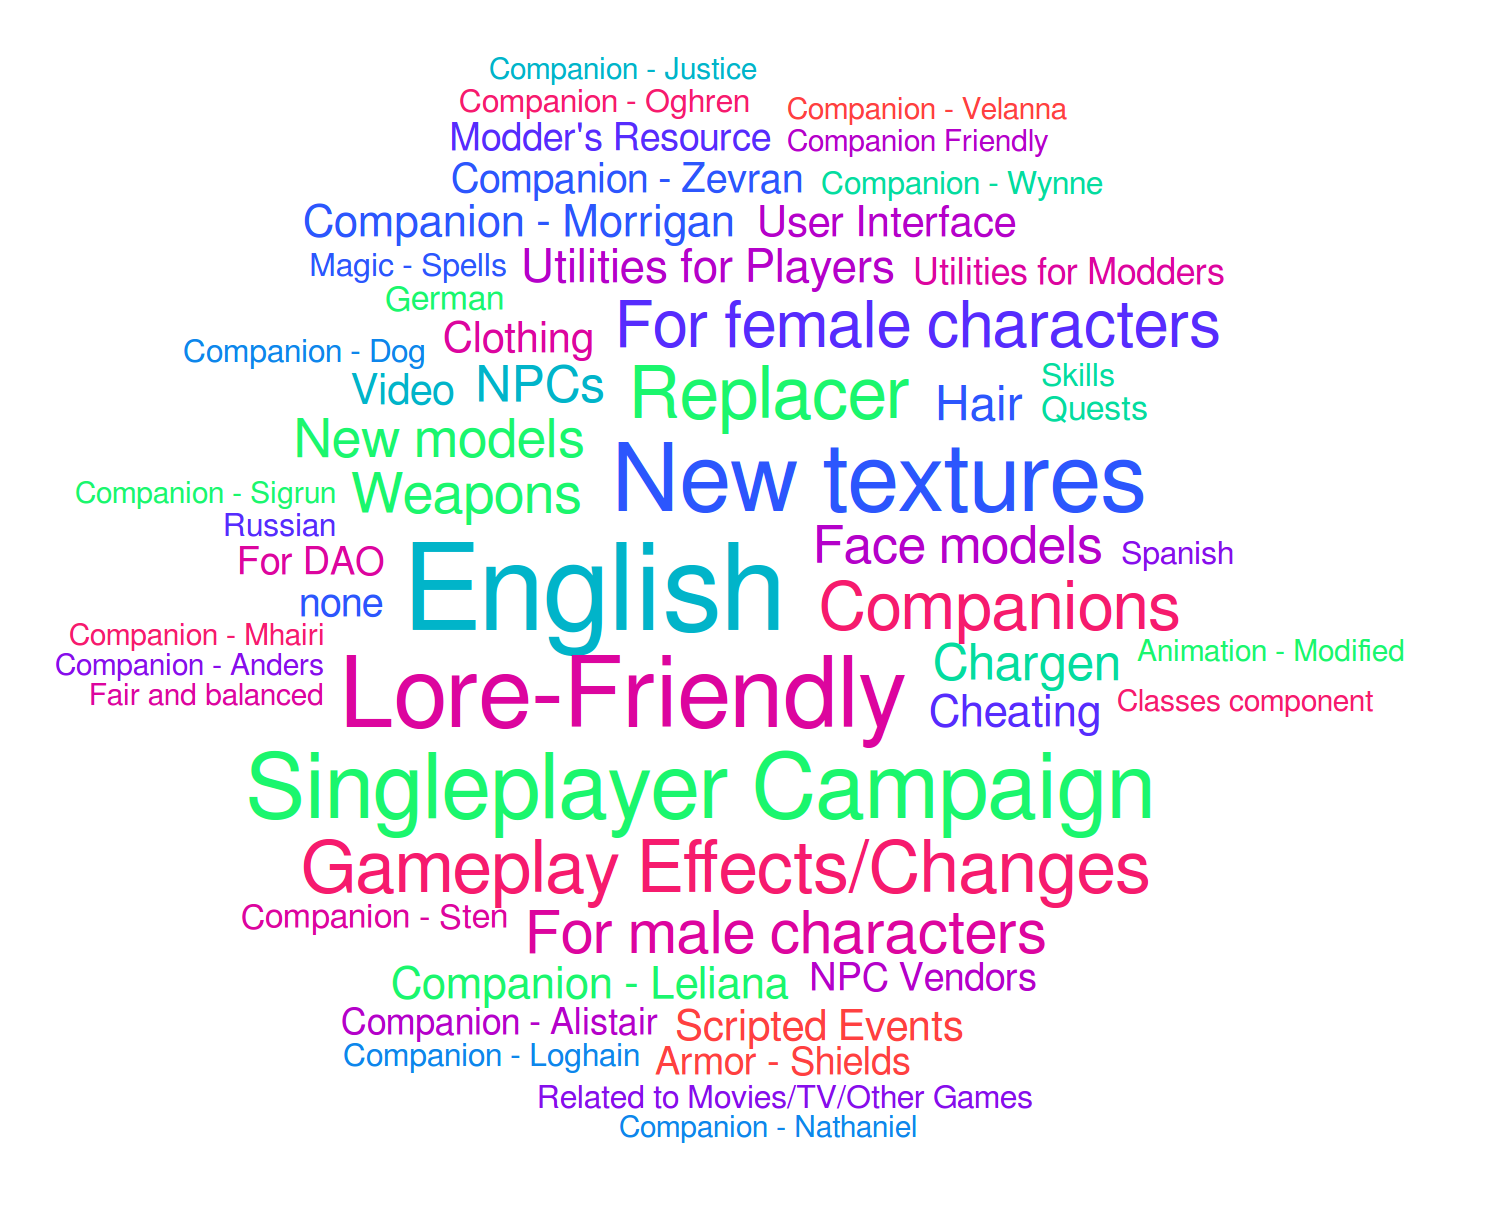 Companion - Justice
Companion - Oghren
Companion - Velanna
Modder's Resource
Companion Friendly
Companion - Zevran
Companion - Wynne
Companion - Morrigan
User Interface
Magic - Spells
Utilities for Players
Utilities for Modders
German
Clothing
For female characters
Companion - Dog
Video
NPCs
Replacer
Hair
Skills
Quests
New models
New textures
Companion - Sigrun
Weapons
Russian
For DAO
English
Face models
Spanish
none
Companions
Companion - Mhairi
Companion - Anders
Fair and balanced
Lore-Friendly
Chargen
Animation - Modified
Cheating
Classes component
Singleplayer Campaign
Gameplay Effects/Changes
Companion - Sten
For male characters
Companion - Leliana
NPC Vendors
Companion - Alistair
Scripted Events
Companion - Loghain
Armor - Shields
Related to Movies/TV/Other Games
Companion - Nathaniel